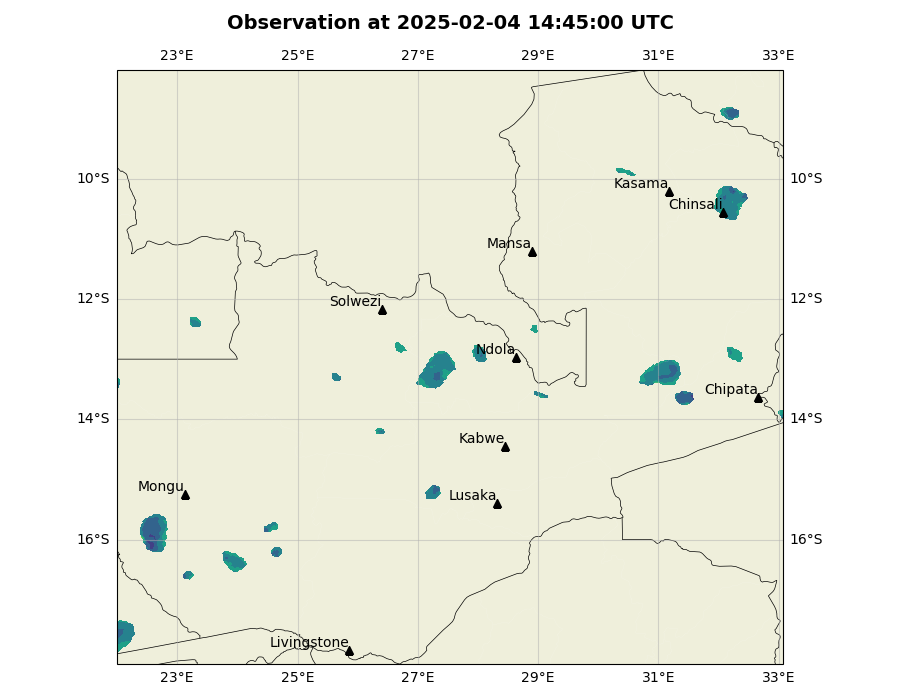 Observation at 2025-02-04 14:45:00 UTC
23°E 25°E 27°E 29°E 31°E 33°E
10°S Kasama 10°S
Chinsali
Mansa
12°S Solwezi 12°S
Ndola
Chipata
14°S 14°S
Kabwe
Mongu Lusaka
16°S 16°S
Livingstone
23°E 25°E 27°E 29°E 31°E 33°E